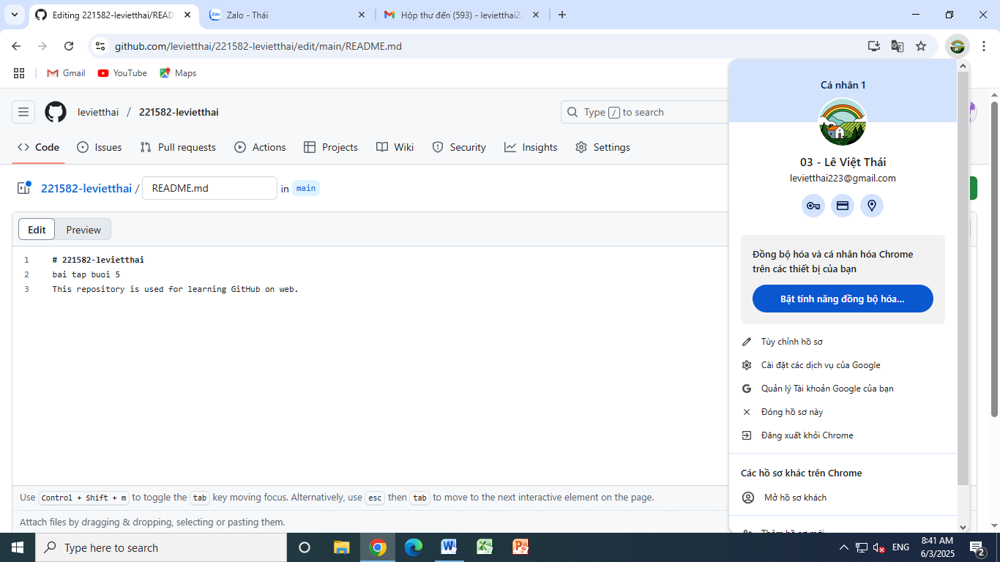 Editing 221582-levietthai/READ
Zalo - Thái
Hộp thư đến (593) - levietthai22
github.com/levietthai/221582-levietthai/edit/main/README.md
Gmail
YouTube
Maps
levietthai / 221582-levietthai
Type / to search
Code
Issues
Pull requests
Actions
Projects
Wiki
Security
Insights
Settings
221582-levietthai / README.md in main
Edit
Preview
1 # 221582-levietthai
2 bai tap buoi 5
3 This repository is used for learning GitHub on web.
Use Control + Shift + m to toggle the tab key moving focus. Alternatively, use esc then tab to move to the next interactive element on the page.
Attach files by dragging & dropping, selecting or pasting them.
Cá nhân 1
03 - Lê Việt Thái
levietthai223@gmail.com
Đồng bộ hóa và cá nhân hóa Chrome
trên các thiết bị của bạn
Bật tính năng đồng bộ hóa...
Tùy chỉnh hồ sơ
Cài đặt các dịch vụ của Google
Quản lý Tài khoản Google của bạn
Đóng hồ sơ này
Đăng xuất khỏi Chrome
Các hồ sơ khác trên Chrome
Mở hồ sơ khách
Thêm hồ sơ mới
Type here to search
ENG
8:41 AM
6/3/2025
2